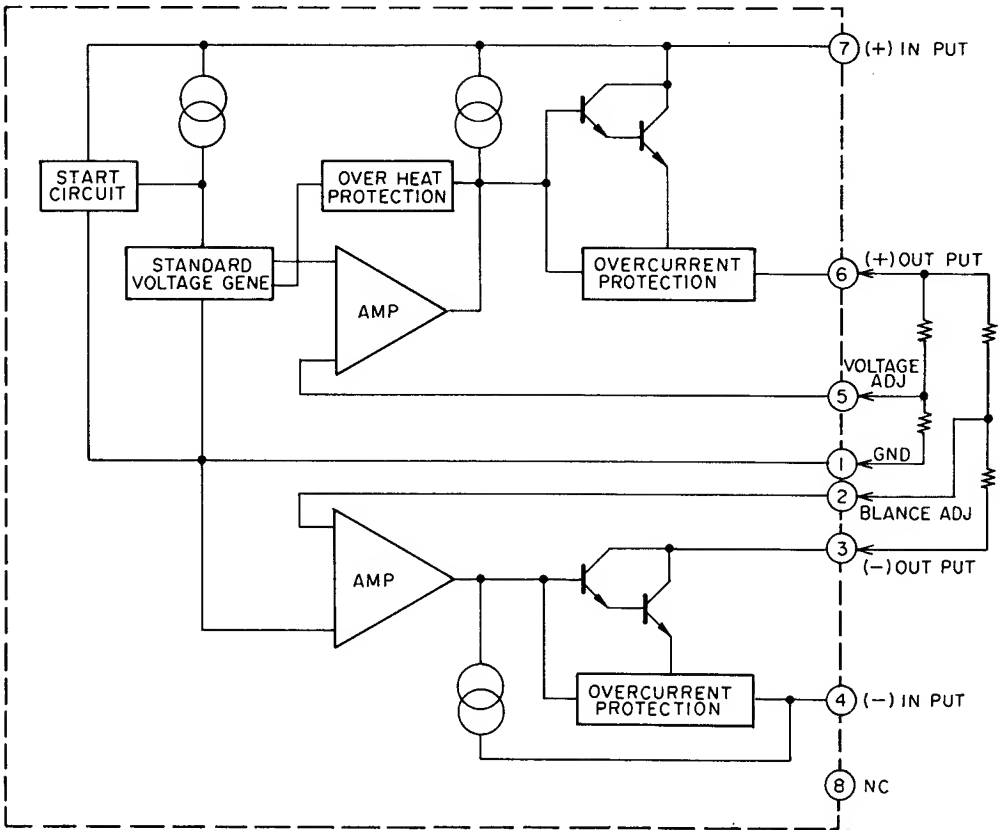 7 (+) IN PUT
START
CIRCUIT
OVER HEAT
PROTECTION
STANDARD
VOLTAGE GENE
AMP
OVERCURRENT
PROTECTION
6 (+) OUT PUT
VOLTAGE
ADJ
5
1 GND
2
BLANCE ADJ
3
(-) OUT PUT
AMP
OVERCURRENT
PROTECTION
4 (-) IN PUT
8 NC